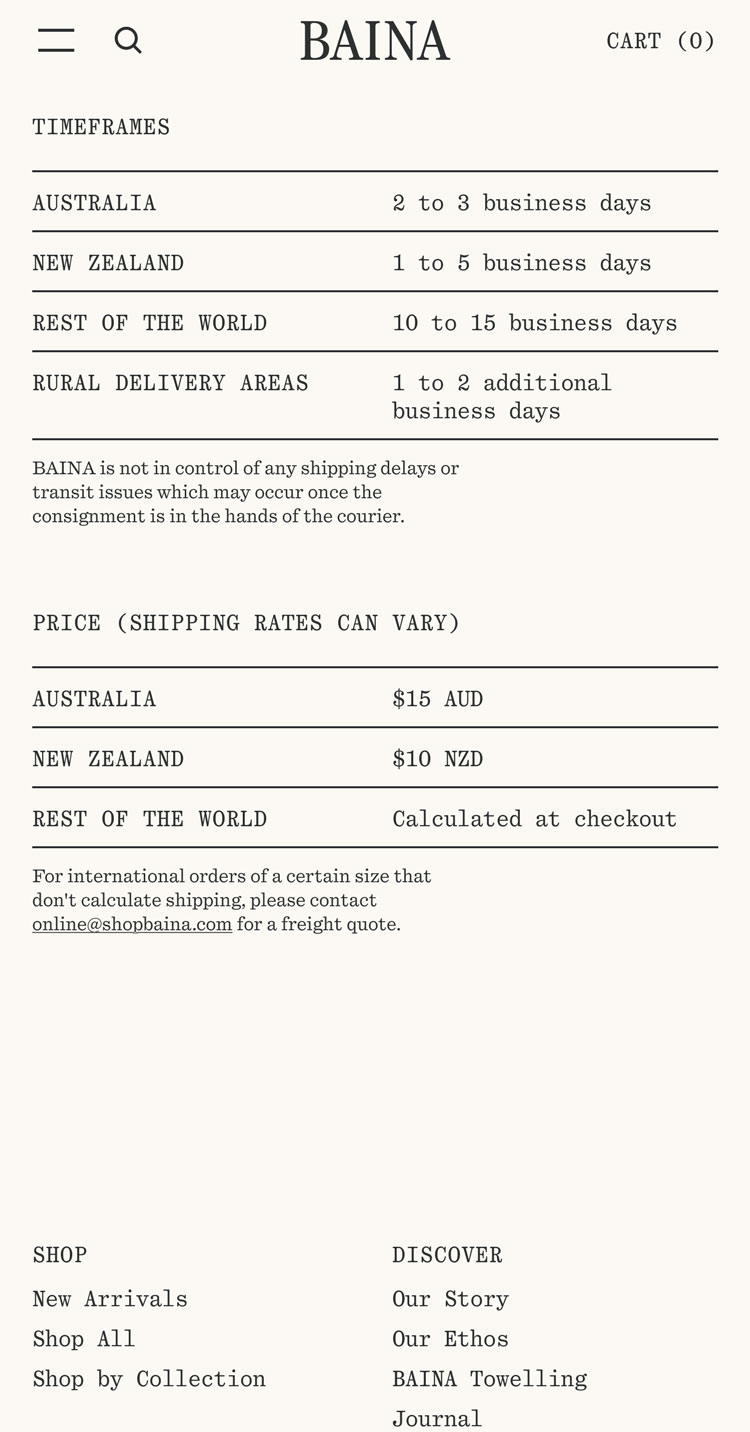 BAINA
CART (0)
TIMEFRAMES
AUSTRALIA 2 to 3 business days
NEW ZEALAND 1 to 5 business days
REST OF THE WORLD 10 to 15 business days
RURAL DELIVERY AREAS 1 to 2 additional
business days
BAINA is not in control of any shipping delays or
transit issues which may occur once the
consignment is in the hands of the courier.
PRICE (SHIPPING RATES CAN VARY)
AUSTRALIA $15 AUD
NEW ZEALAND $10 NZD
REST OF THE WORLD Calculated at checkout
For international orders of a certain size that
don't calculate shipping, please contact
online@shopbaina.com for a freight quote.
SHOP
New Arrivals
Shop All
Shop by Collection
DISCOVER
Our Story
Our Ethos
BAINA Towelling
Journal